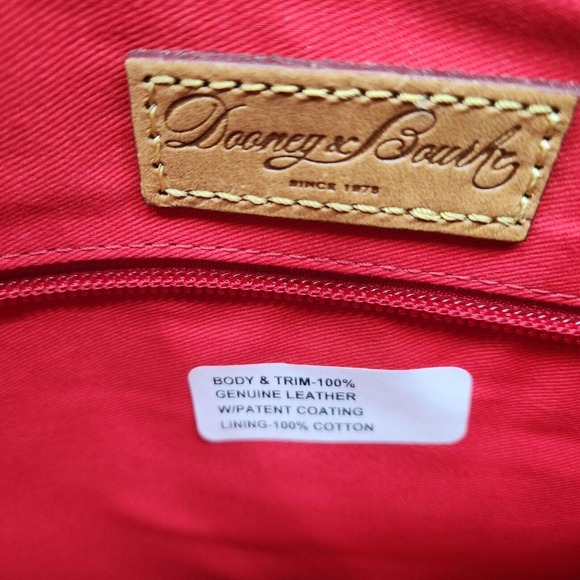 Dooney & Bourke
SINCE 1975
BODY & TRIM-100%
GENUINE LEATHER
W/PATENT COATING
LINING-100% COTTON